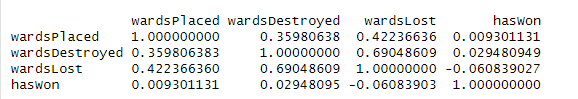 wardsPlaced wardsDestroyed wardsLost hasWon
wardsPlaced 1.000000000 0.35980638 0.42236636 0.009301131
wardsDestroyed 0.359806383 1.00000000 0.69048609 0.029480949
wardsLost 0.422366360 0.69048609 1.00000000 -0.060839027
hasWon 0.009301131 0.02948095 -0.06083903 1.000000000